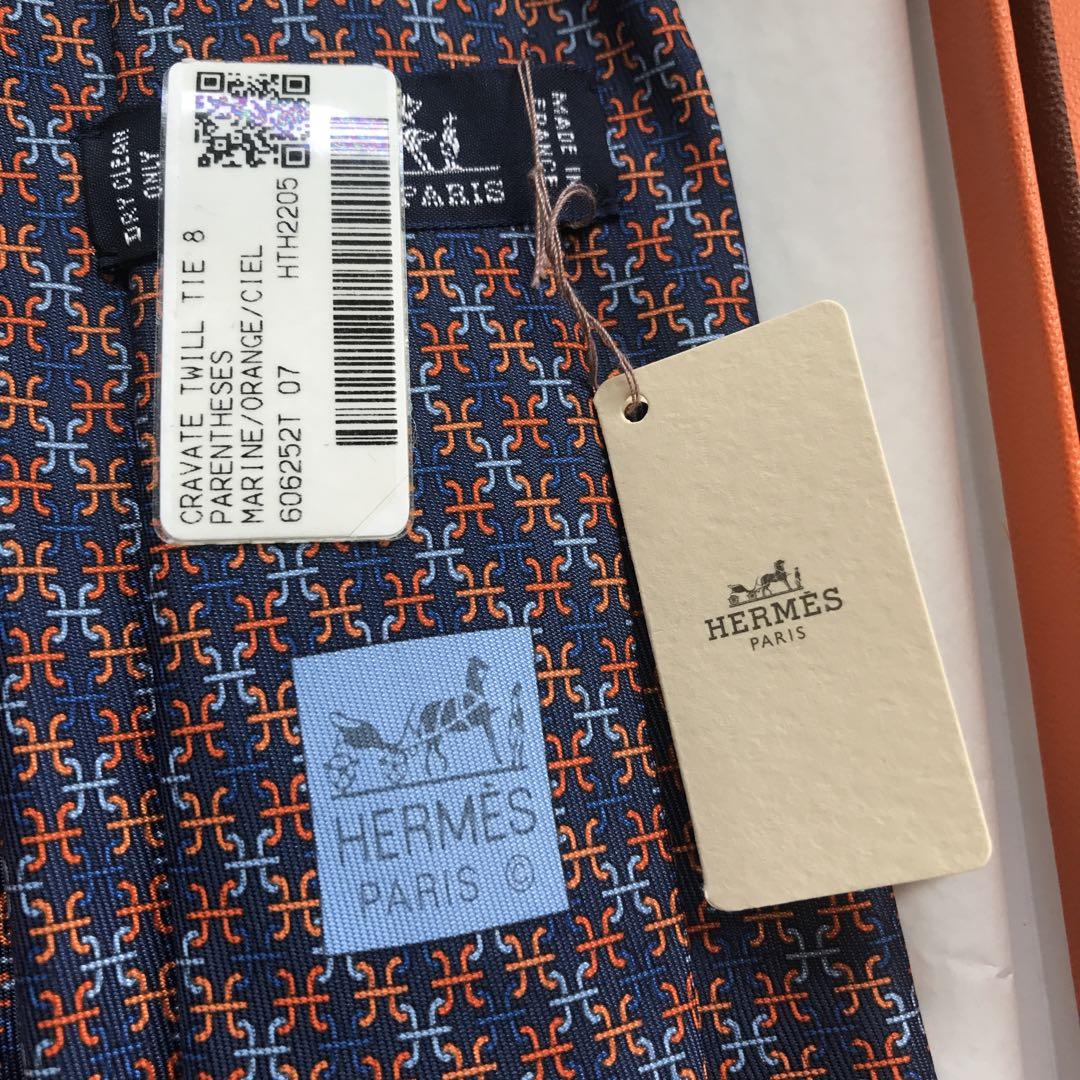 DRY CLEAN
ONLY
PARIS
MADE IN
FRANCE
CRAVATE TWILL TIE 8
PARENTHESES
MARINE/ORANGE/CIEL
606252T 07
HTH2205
HERMÈS
PARIS
HERMÈS
PARIS ©